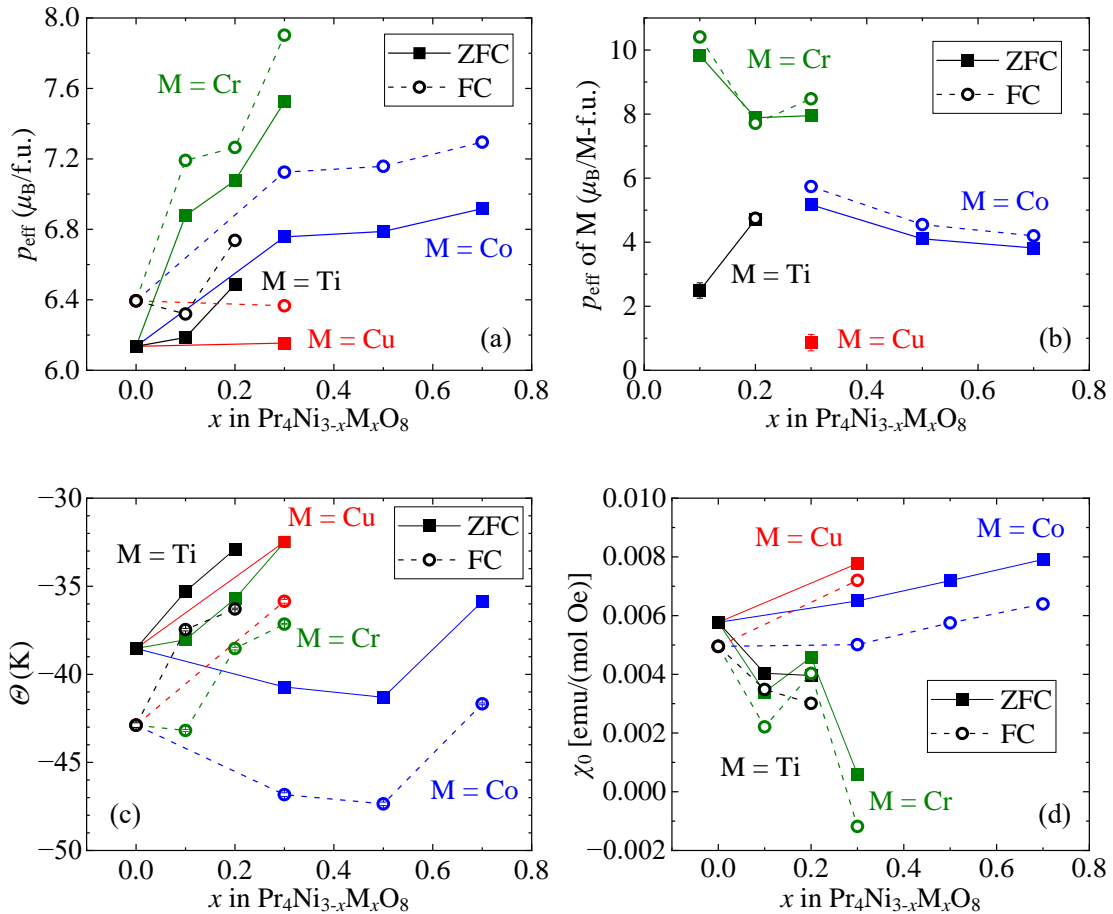 8.0
7.6
7.2
6.8
6.4
6.0
p_eff (μ_B/f.u.)
M = Cr
ZFC
FC
M = Co
M = Ti
M = Cu
(a)
0.0 0.2 0.4 0.6 0.8
x in Pr₄Ni₃₋ₓMₓO₈
10
8
6
4
2
0
p_eff of M (μ_B/M-f.u.)
M = Cr
ZFC
FC
M = Co
M = Ti
M = Cu
(b)
0.0 0.2 0.4 0.6 0.8
x in Pr₄Ni₃₋ₓMₓO₈
−30
−35
−40
−45
−50
Θ (K)
M = Cu
M = Ti
ZFC
FC
M = Cr
M = Co
(c)
0.0 0.2 0.4 0.6 0.8
x in Pr₄Ni₃₋ₓMₓO₈
0.010
0.008
0.006
0.004
0.002
0.000
−0.002
χ₀ [emu/(mol Oe)]
M = Cu
M = Co
ZFC
FC
M = Ti
M = Cr
(d)
0.0 0.2 0.4 0.6 0.8
x in Pr₄Ni₃₋ₓMₓO₈